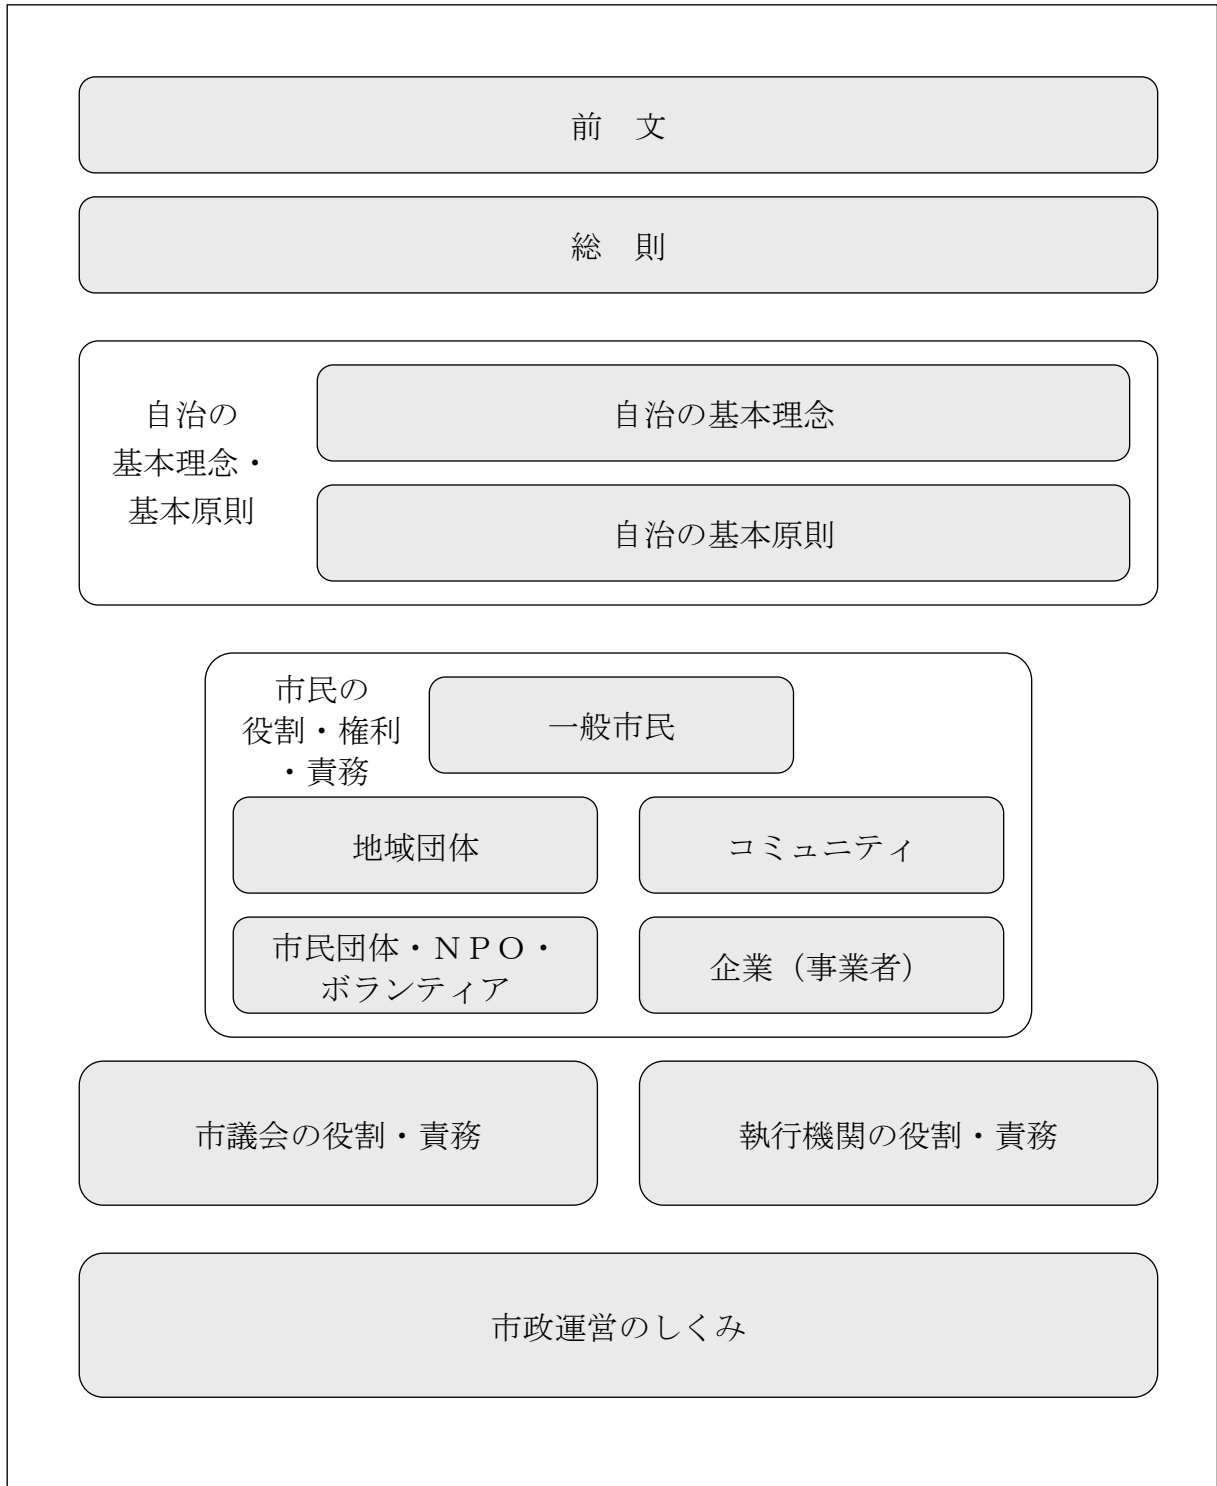 前　文
総　則
自治の
基本理念・
基本原則
自治の基本理念
自治の基本原則
市民の
役割・権利
・責務
一般市民
地域団体
コミュニティ
市民団体・ＮＰＯ・
ボランティア
企業（事業者）
市議会の役割・責務
執行機関の役割・責務
市政運営のしくみ